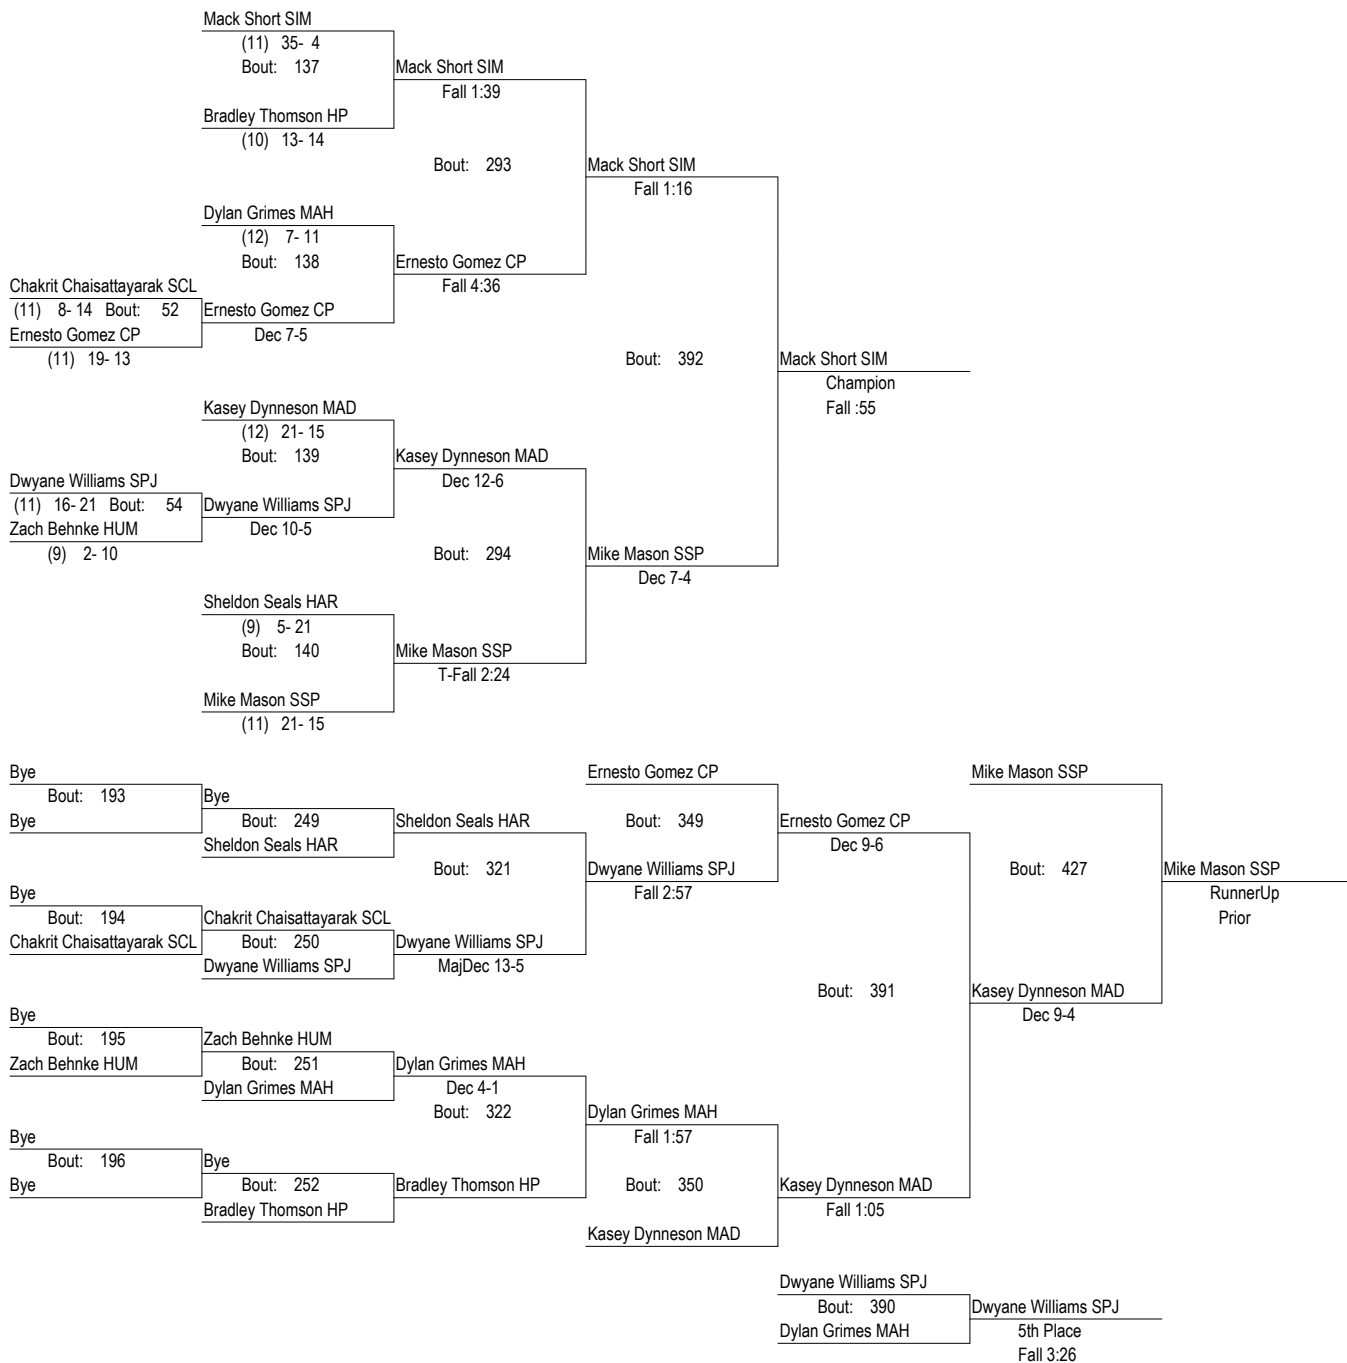 Mack Short SIM
(11) 35- 4
Bout: 137
Mack Short SIM
Fall 1:39
Bradley Thomson HP
(10) 13- 14
Bout: 293
Mack Short SIM
Fall 1:16
Dylan Grimes MAH
(12) 7- 11
Bout: 138
Ernesto Gomez CP
Fall 4:36
Chakrit Chaisattayarak SCL
(11) 8- 14 Bout: 52
Ernesto Gomez CP
Dec 7-5
Ernesto Gomez CP
(11) 19- 13
Bout: 392
Mack Short SIM
Champion
Fall :55
Kasey Dynneson MAD
(12) 21- 15
Bout: 139
Kasey Dynneson MAD
Dec 12-6
Dwyane Williams SPJ
(11) 16- 21 Bout: 54
Dwyane Williams SPJ
Dec 10-5
Zach Behnke HUM
(9) 2- 10
Bout: 294
Mike Mason SSP
Dec 7-4
Sheldon Seals HAR
(9) 5- 21
Bout: 140
Mike Mason SSP
T-Fall 2:24
Mike Mason SSP
(11) 21- 15
Bye
Bout: 193
Bye
Bye
Bout: 249
Sheldon Seals HAR
Sheldon Seals HAR
Bout: 321
Ernesto Gomez CP
Bout: 349
Ernesto Gomez CP
Dec 9-6
Dwyane Williams SPJ
Fall 2:57
Mike Mason SSP
Bout: 427
Mike Mason SSP
RunnerUp
Prior
Bye
Bout: 194
Chakrit Chaisattayarak SCL
Chakrit Chaisattayarak SCL
Bout: 250
Dwyane Williams SPJ
Dwyane Williams SPJ
MajDec 13-5
Bout: 391
Kasey Dynneson MAD
Dec 9-4
Bye
Bout: 195
Zach Behnke HUM
Zach Behnke HUM
Bout: 251
Dylan Grimes MAH
Dylan Grimes MAH
Dec 4-1
Bout: 322
Dylan Grimes MAH
Fall 1:57
Bye
Bout: 196
Bye
Bye
Bout: 252
Bradley Thomson HP
Bradley Thomson HP
Bout: 350
Kasey Dynneson MAD
Fall 1:05
Kasey Dynneson MAD
Dwyane Williams SPJ
Bout: 390
Dylan Grimes MAH
Dwyane Williams SPJ
5th Place
Fall 3:26